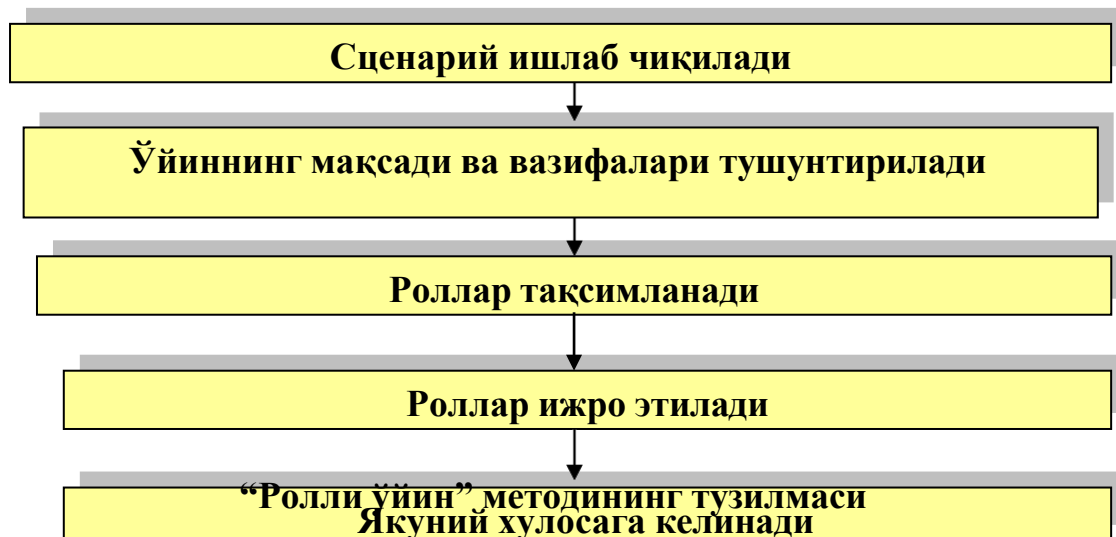 Сценарий ишлаб чиқилади
Ўйиннинг мақсади ва вазифалари тушунтирилади
Роллар тақсимланади
Роллар ижро этилади
“Ролли ўйин” методининг тузилмаси
Якуний хулосага келинади